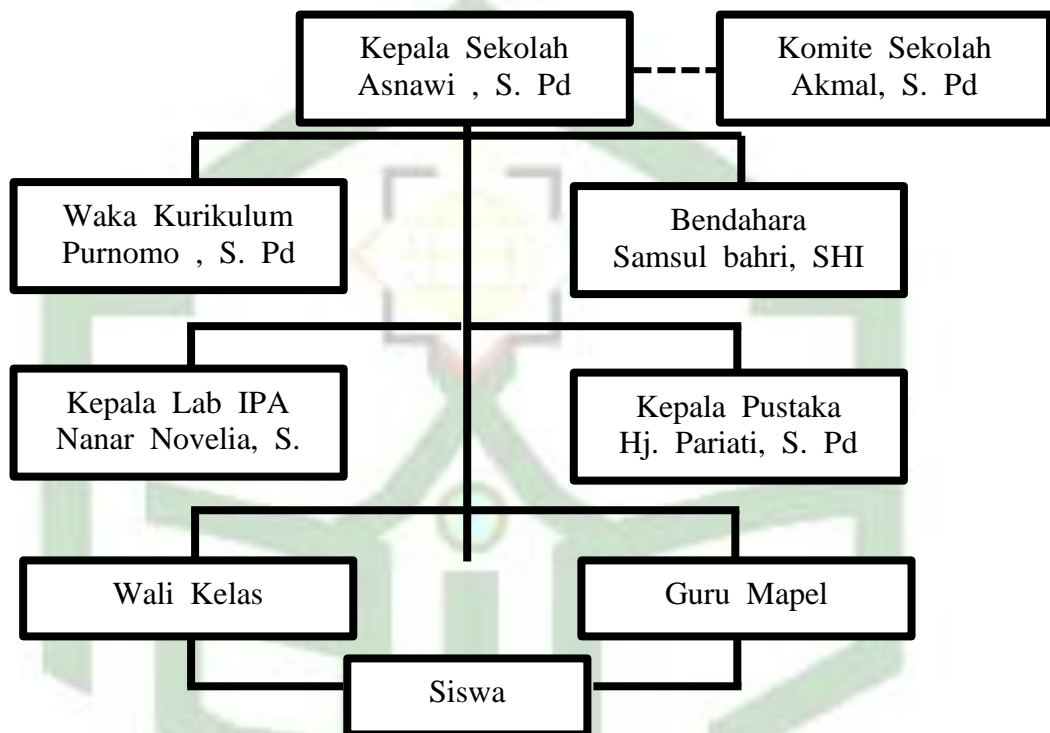 Kepala Sekolah
Asnawi , S. Pd
Komite Sekolah
Akmal, S. Pd
Waka Kurikulum
Purnomo , S. Pd
Bendahara
Samsul bahri, SHI
Kepala Lab IPA
Nanar Novelia, S.
Kepala Pustaka
Hj. Pariati, S. Pd
Wali Kelas
Guru Mapel
Siswa